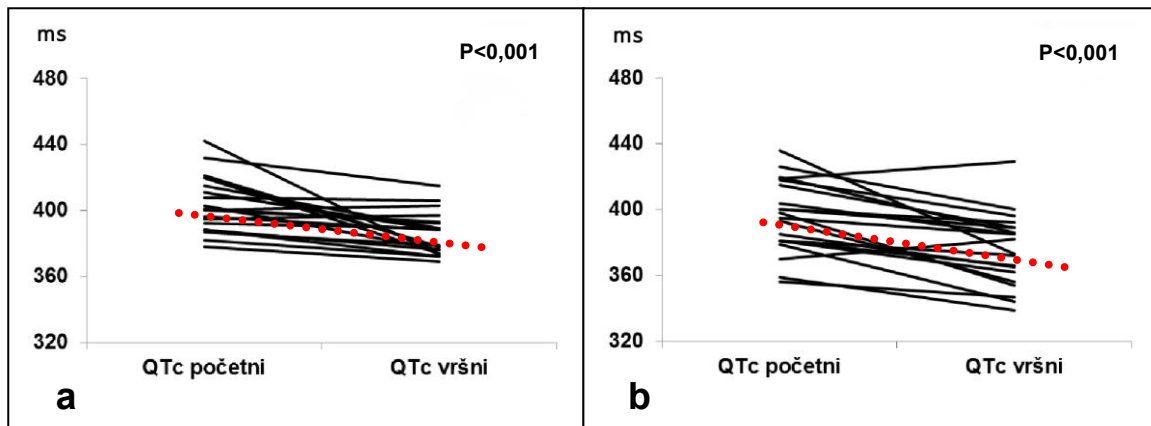 ms
P<0,001
480
440
400
360
320
QTc početni
QTc vršni
a
ms
P<0,001
480
440
400
360
320
QTc početni
QTc vršni
b